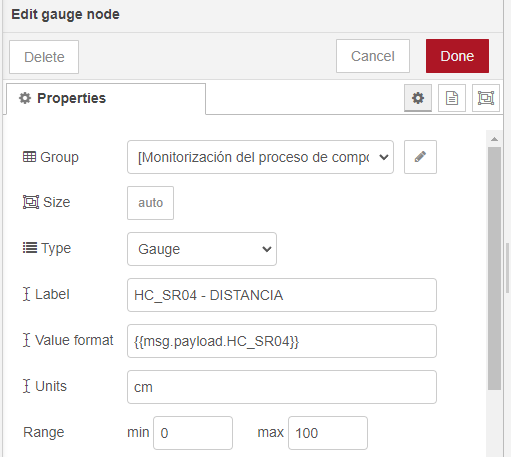 Edit gauge node
Delete Cancel Done
Properties
Group [Monitorización del proceso de compo
Size auto
Type Gauge
Label HC_SR04 - DISTANCIA
Value format {{msg.payload.HC_SR04}}
Units cm
Range min 0 max 100